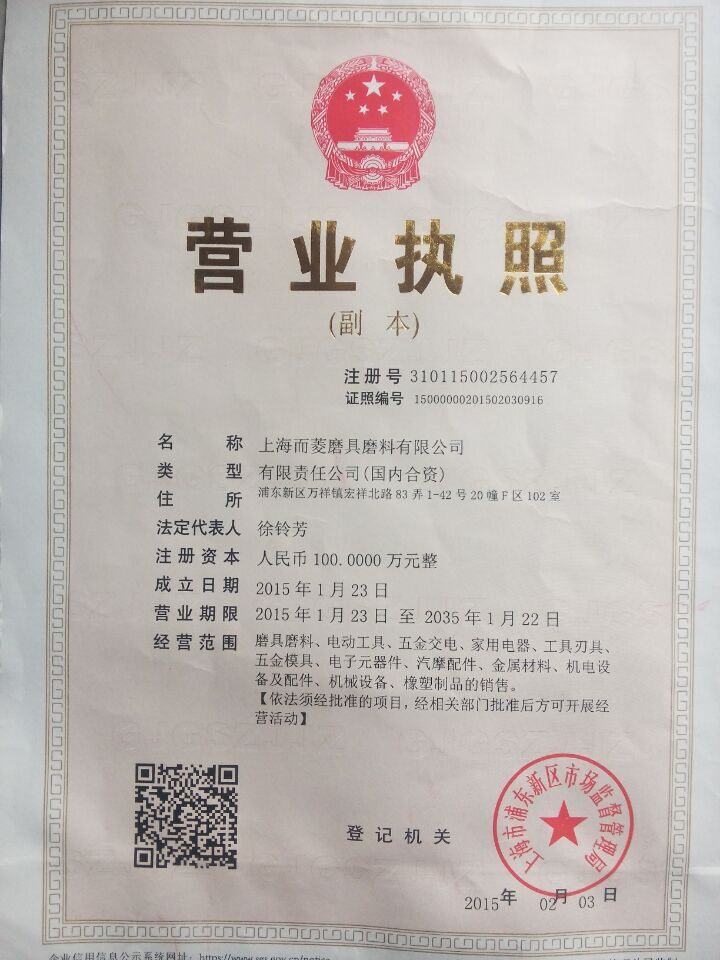 营业执照
(副 本)
注册号 310115002564457
证照编号 15000000201502030916
名 称 上海而菱磨具磨料有限公司
类 型 有限责任公司(国内合资)
住 所 浦东新区万祥镇宏祥北路83弄1-42号20幢F区102室
法定代表人 徐铃芳
注册资本 人民币100.0000万元整
成立日期 2015年1月23日
营业期限 2015年1月23日 至 2035年1月22日
经营范围 磨具磨料、电动工具、五金交电、家用电器、工具刃具、
五金模具、电子元器件、汽摩配件、金属材料、机电设
备及配件、机械设备、橡塑制品的销售。
【依法须经批准的项目,经相关部门批准后方可开展经
营活动】
上海市浦东新区市场监督管理局
登记机关
2015年 02月 03日
企业信用信息公示系统网址: